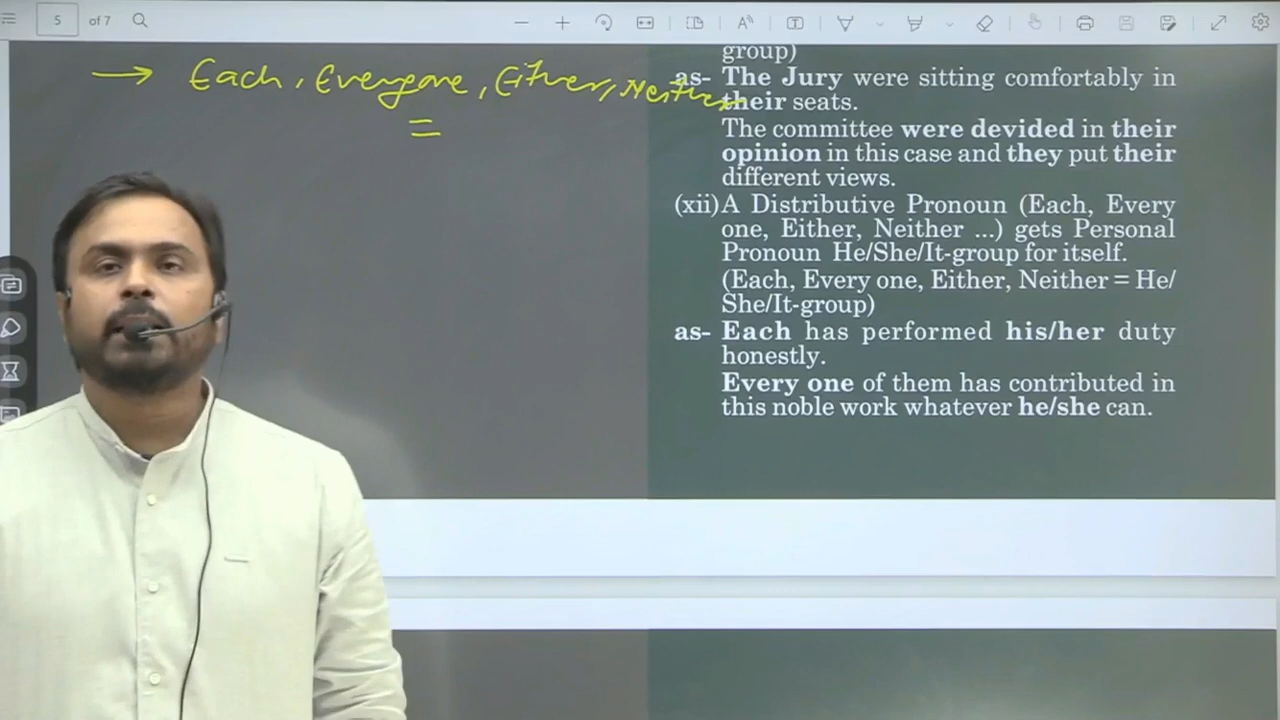 5 of 7
→ Each, Everyone, Either, Neither
=
group)
as- The Jury were sitting comfortably in
their seats.
The committee were devided in their
opinion in this case and they put their
different views.
(xii) A Distributive Pronoun (Each, Every
one, Either, Neither ...) gets Personal
Pronoun He/She/It-group for itself.
(Each, Every one, Either, Neither = He/
She/It-group)
as- Each has performed his/her duty
honestly.
Every one of them has contributed in
this noble work whatever he/she can.